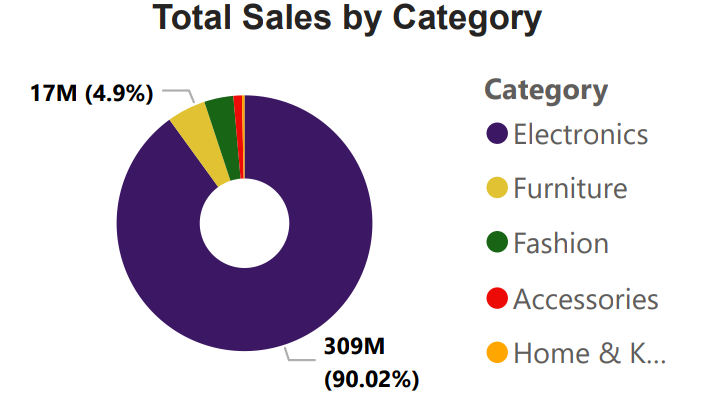 Total Sales by Category
17M (4.9%)
309M
(90.02%)
Category
Electronics
Furniture
Fashion
Accessories
Home & K...